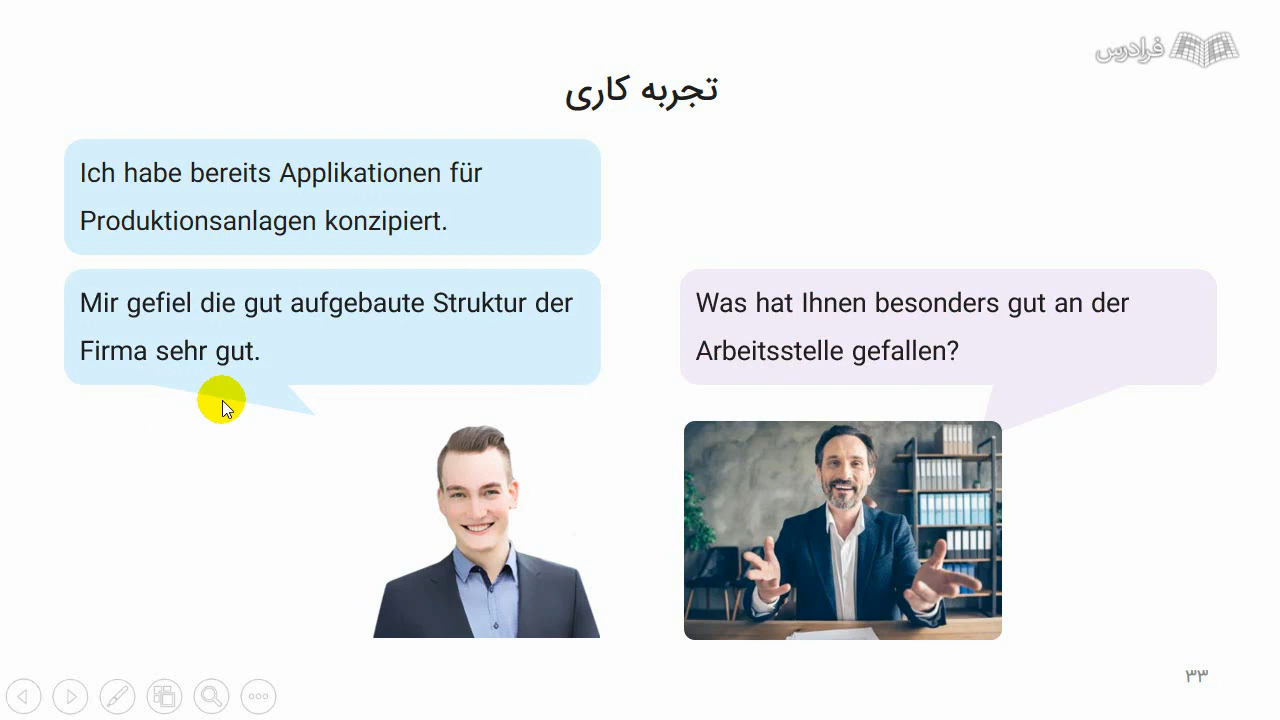 فرادرس
تجربه کاری
Ich habe bereits Applikationen für
Produktionsanlagen konzipiert.
Mir gefiel die gut aufgebaute Struktur der
Firma sehr gut.
Was hat Ihnen besonders gut an der
Arbeitsstelle gefallen?
۳۳